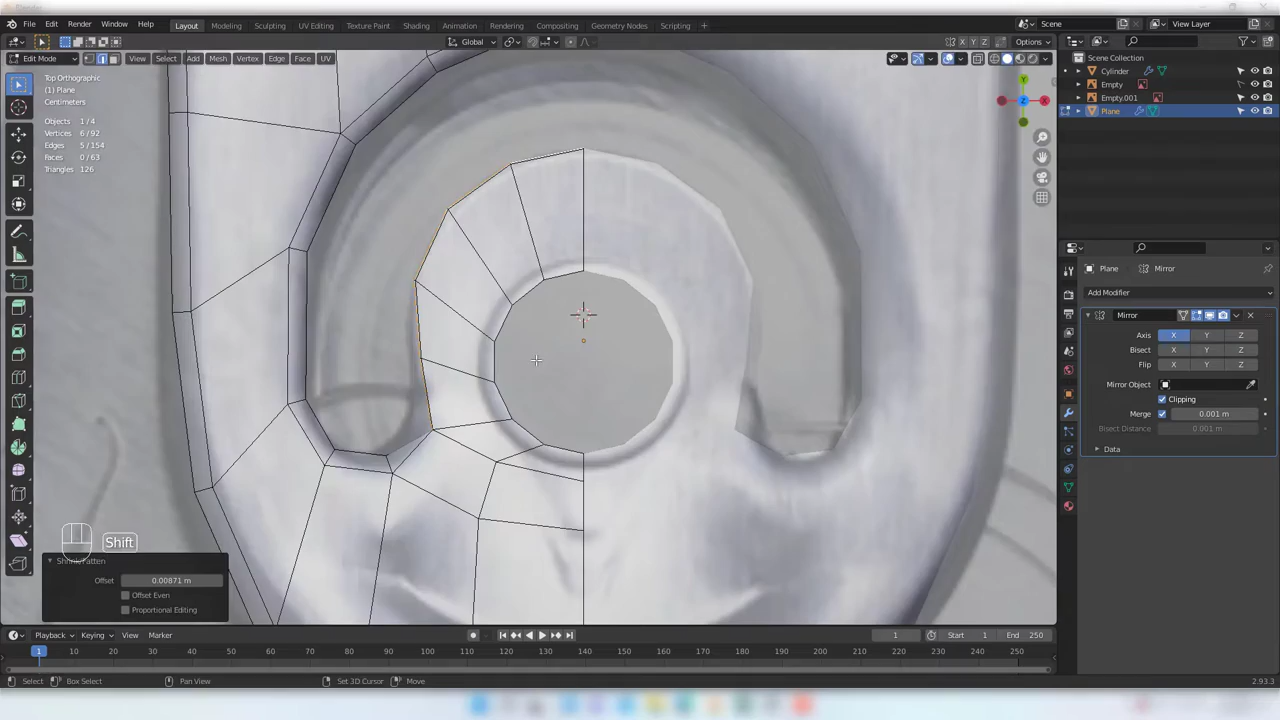 File Edit Render Window Help Layout Modeling Sculpting UV Editing Texture Paint Shading Animation Rendering Compositing Geometry Nodes Scripting + Scene View Layer
Global X Y Z Options
Edit Mode View Select Add Mesh Vertex Edge Face UV
Top Orthographic
(1) Plane
Centimeters
Objects 1/4
Vertices 6/92
Edges 5/154
Faces 0/63
Triangles 126
Y
X
Z
Scene Collection
Cylinder
Empty
Empty.001
Plane
Plane Mirror
Add Modifier
Mirror
Axis X Y Z
Bisect X Y Z
Flip X Y Z
Mirror Object
Clipping
Merge 0.001 m
Bisect Distance 0.001 m
Data
Shift
Shrink/Fatten
Offset 0.00871 m
Offset Even
Proportional Editing
Playback Keying View Marker 1 Start 1 End 250
1 10 20 30 40 50 60 70 80 90 100 110 120 130 140 150 160 170 180 190 200 210 220 230 240 250
Select Box Select Pan View Set 3D Cursor Move 2.93.3